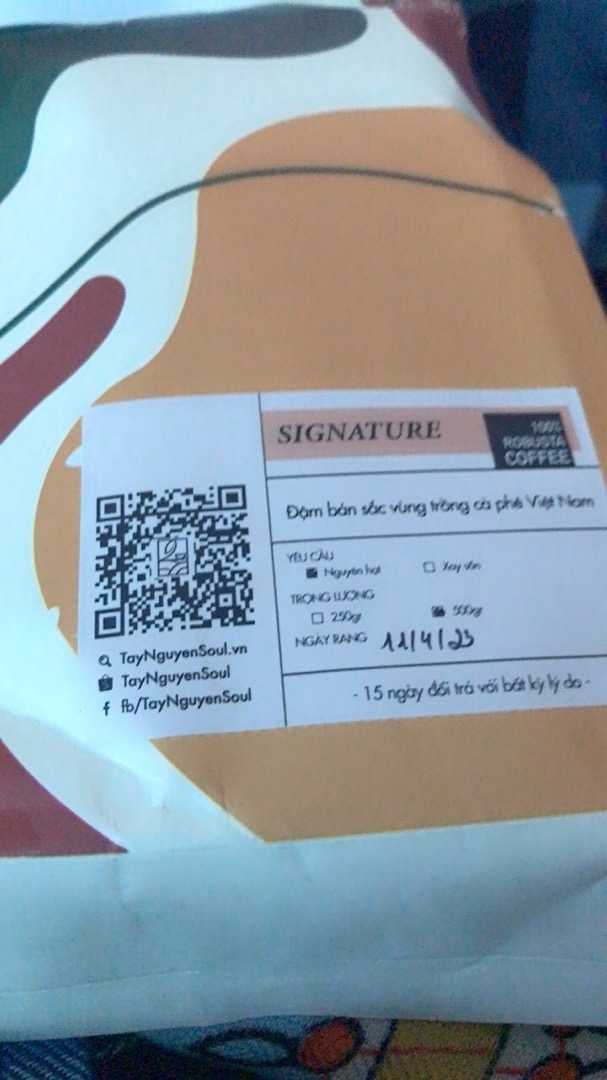 SIGNATURE
100%
ROBUSTA
COFFEE
Đậm bản sắc vùng trồng cà phê Việt Nam
YÊU CẦU
Nguyên hạt
Xay sẵn
TRỌNG LƯỢNG
250gr
500gr
NGÀY RANG 11/4/23
- 15 ngày đổi trả với bất kỳ lý do -
TayNguyenSoul.vn
TayNguyenSoul
fb/TayNguyenSoul